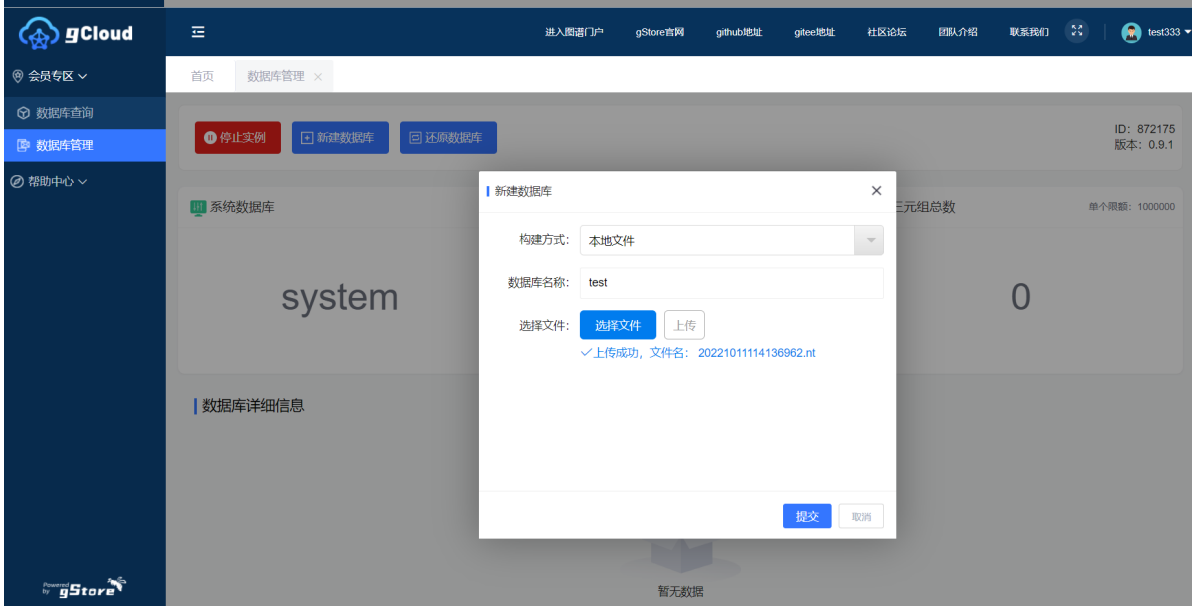 gCloud
进入图谱门户 gStore官网 github地址 gitee地址 社区论坛 团队介绍 联系我们 test333
会员专区
首页 数据库管理
数据库查询
数据库管理
帮助中心
停止实例 新建数据库 还原数据库
ID: 872175
版本: 0.9.1
系统数据库
三元组总数
单个限额: 1000000
system
0
新建数据库
构建方式: 本地文件
数据库名称: test
选择文件: 选择文件 上传
上传成功, 文件名: 20221011114136962.nt
提交 取消
数据库详细信息
暂无数据
Powered by gStore